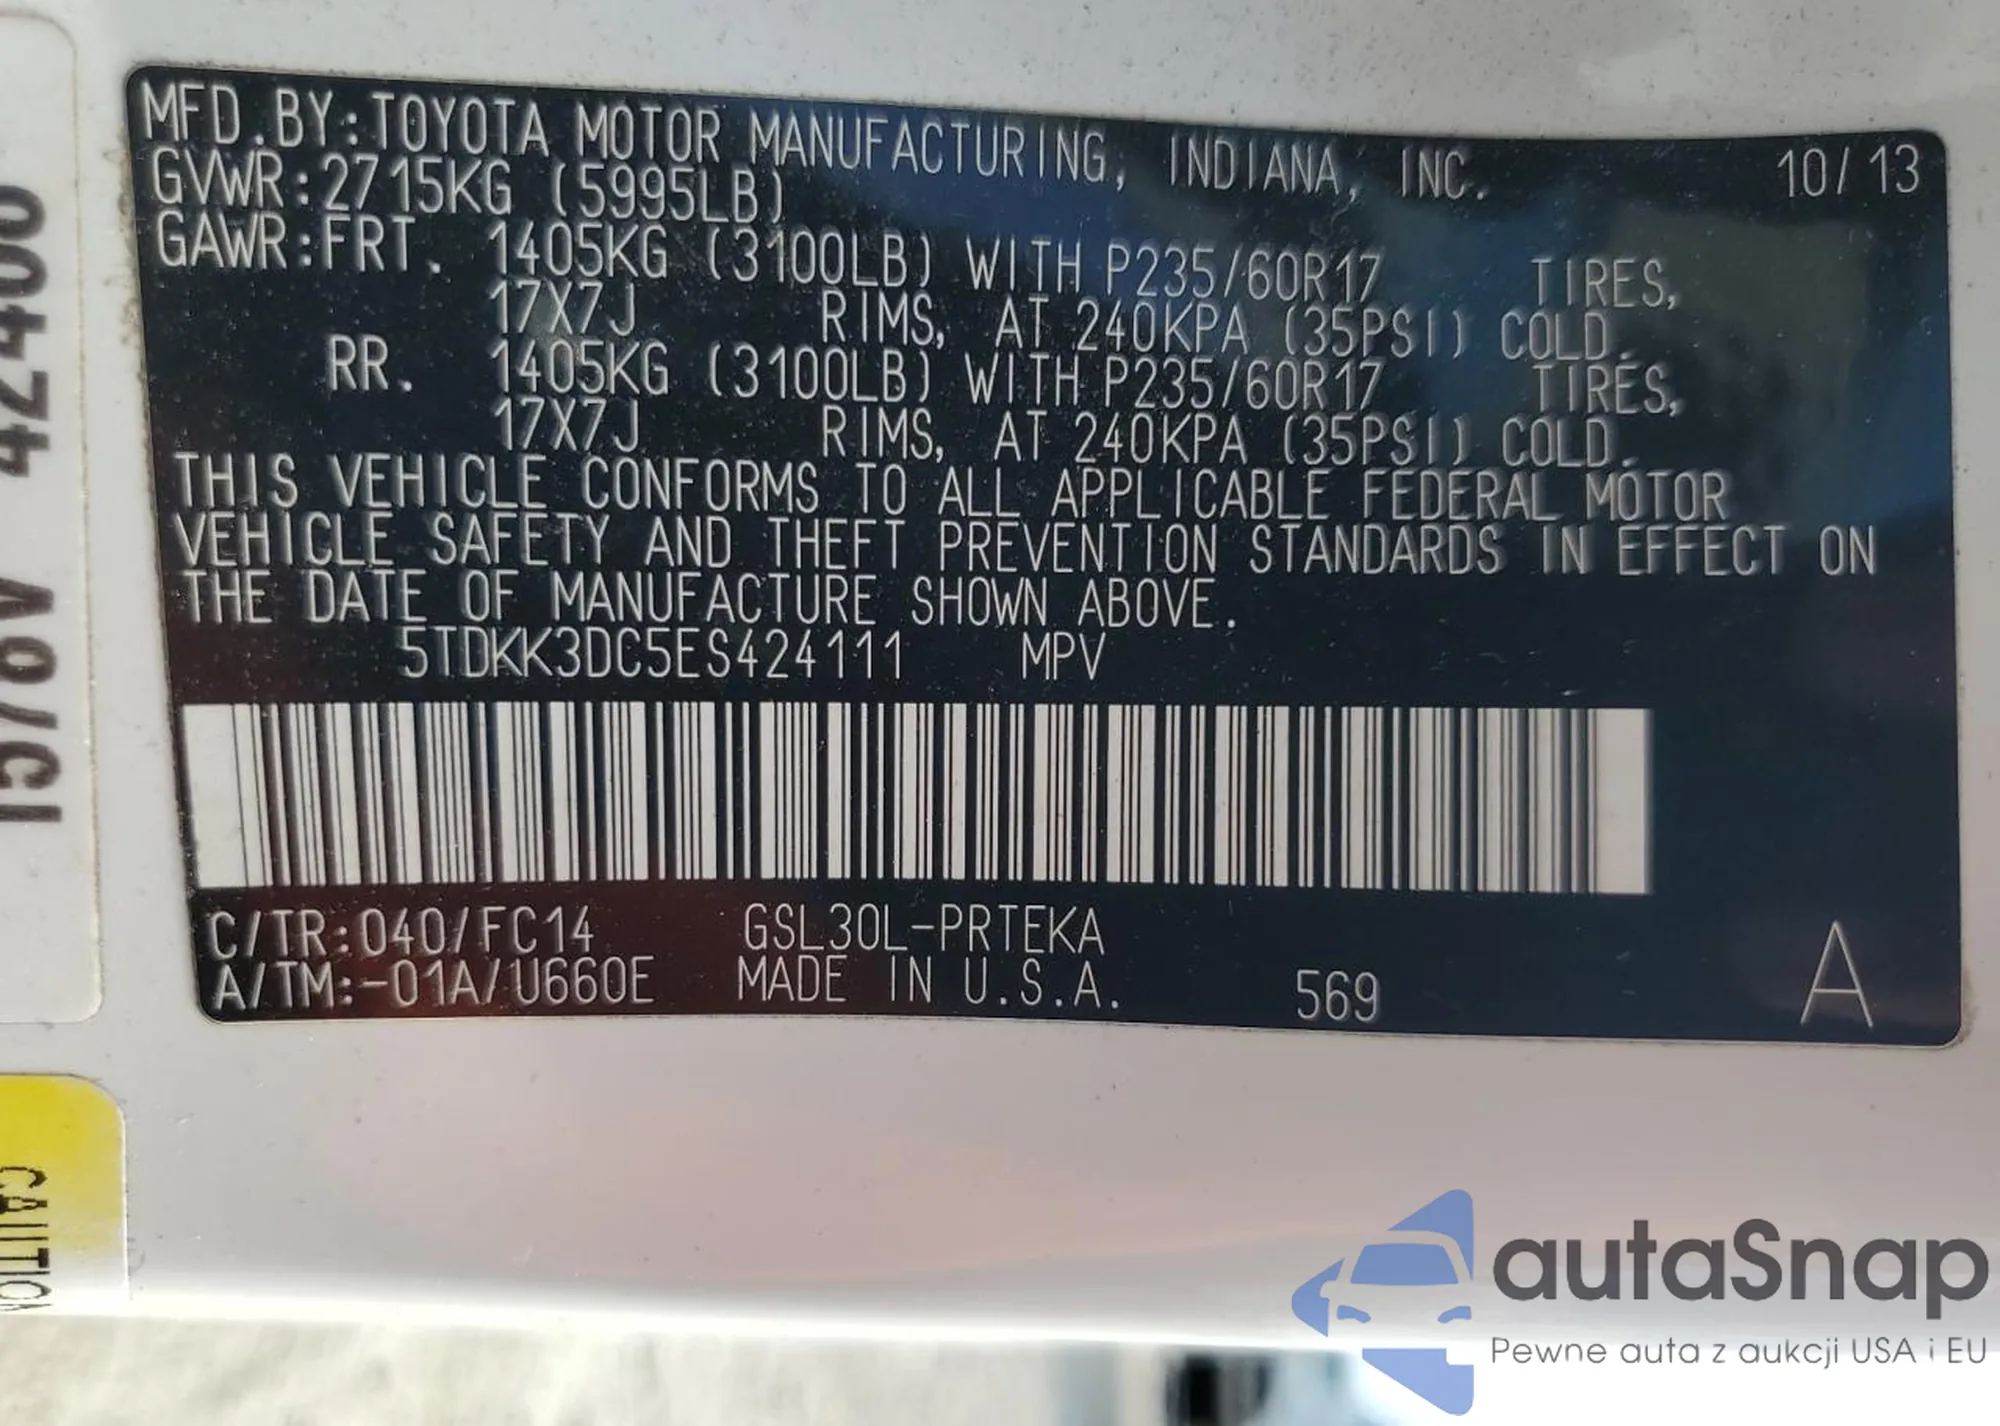 MFD.BY:TOYOTA MOTOR MANUFACTURING, INDIANA, INC. 10/13
GVWR:2715KG (5995LB)
GAWR:FRT. 1405KG (3100LB) WITH P235/60R17 TIRES,
17X7J RIMS, AT 240KPA (35PSI) COLD.
RR. 1405KG (3100LB) WITH P235/60R17 TIRES,
17X7J RIMS, AT 240KPA (35PSI) COLD.
THIS VEHICLE CONFORMS TO ALL APPLICABLE FEDERAL MOTOR
VEHICLE SAFETY AND THEFT PREVENTION STANDARDS IN EFFECT ON
THE DATE OF MANUFACTURE SHOWN ABOVE.
5TDKK3DC5ES424111 MPV
C/TR:040/FC14 GSL30L-PRTEKA
A/TM:-01A/U660E MADE IN U.S.A. 569 A
CAUTION
autaSnap
Pewne auta z aukcji USA i EU